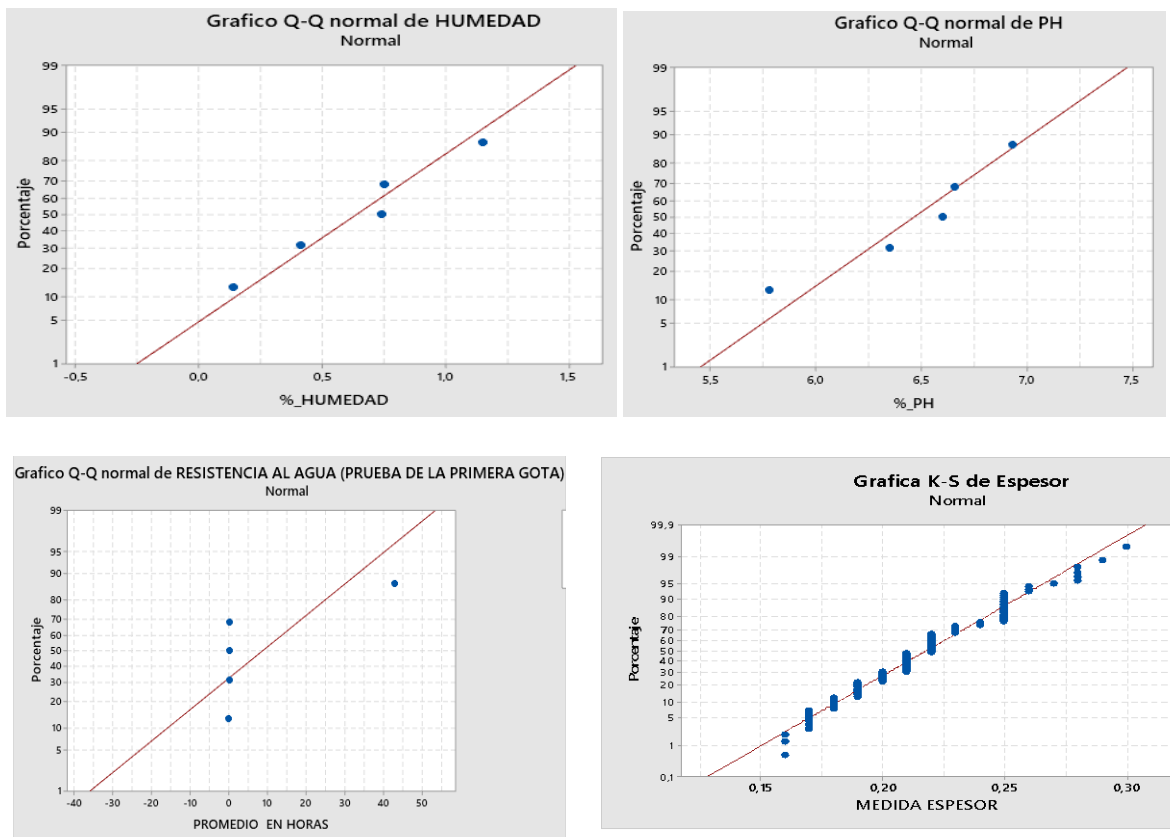 Grafico Q-Q normal de HUMEDAD
Normal
99
95
90
80
70
60
50
40
30
20
10
5
1
Porcentaje
-0,5 0,0 0,5 1,0 1,5
%_HUMEDAD
Grafico Q-Q normal de PH
Normal
99
95
90
80
70
60
50
40
30
20
10
5
1
Porcentaje
5,5 6,0 6,5 7,0 7,5
%_PH
Grafico Q-Q normal de RESISTENCIA AL AGUA (PRUEBA DE LA PRIMERA GOTA)
Normal
99
95
90
80
70
60
50
40
30
20
10
5
1
Porcentaje
-40 -30 -20 -10 0 10 20 30 40 50
PROMEDIO EN HORAS
Grafica K-S de Espesor
Normal
99,9
99
95
90
80
70
60
50
40
30
20
10
5
1
0,1
Porcentaje
0,15 0,20 0,25 0,30
MEDIDA ESPESOR